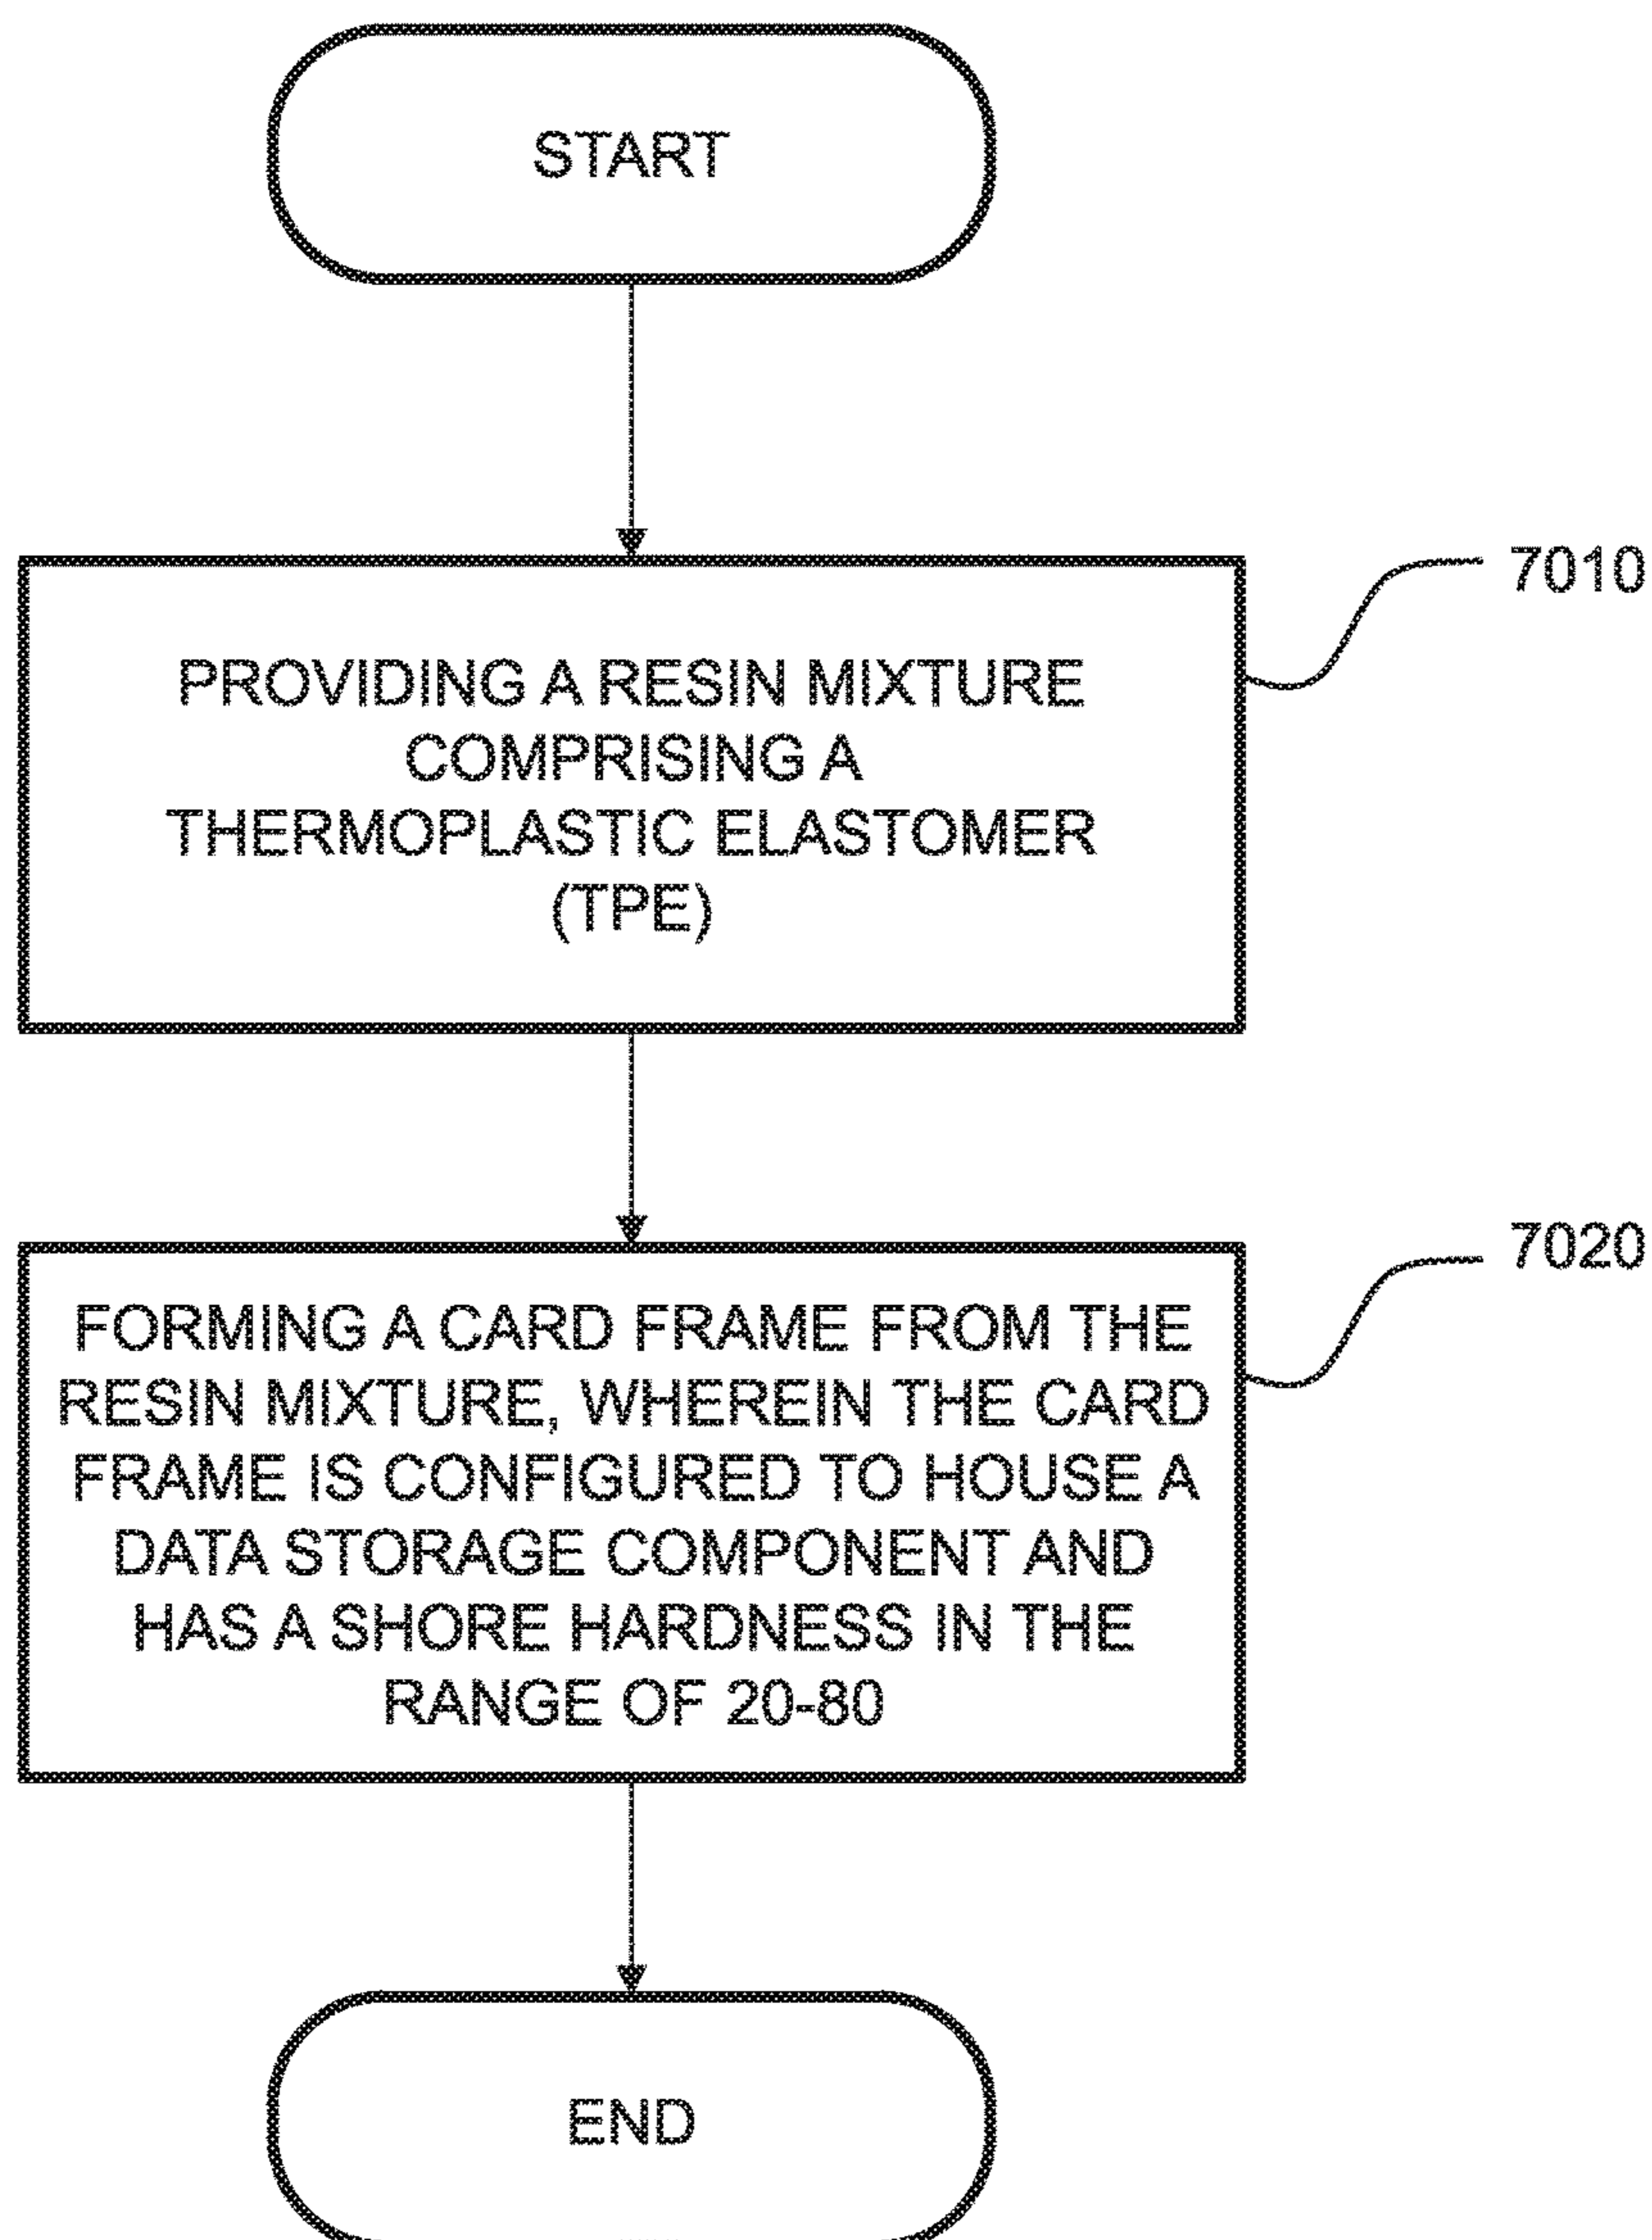 START
7010
PROVIDING A RESIN MIXTURE
COMPRISING A
THERMOPLASTIC ELASTOMER
(TPE)
7020
FORMING A CARD FRAME FROM THE
RESIN MIXTURE, WHEREIN THE CARD
FRAME IS CONFIGURED TO HOUSE A
DATA STORAGE COMPONENT AND
HAS A SHORE HARDNESS IN THE
RANGE OF 20-80
END